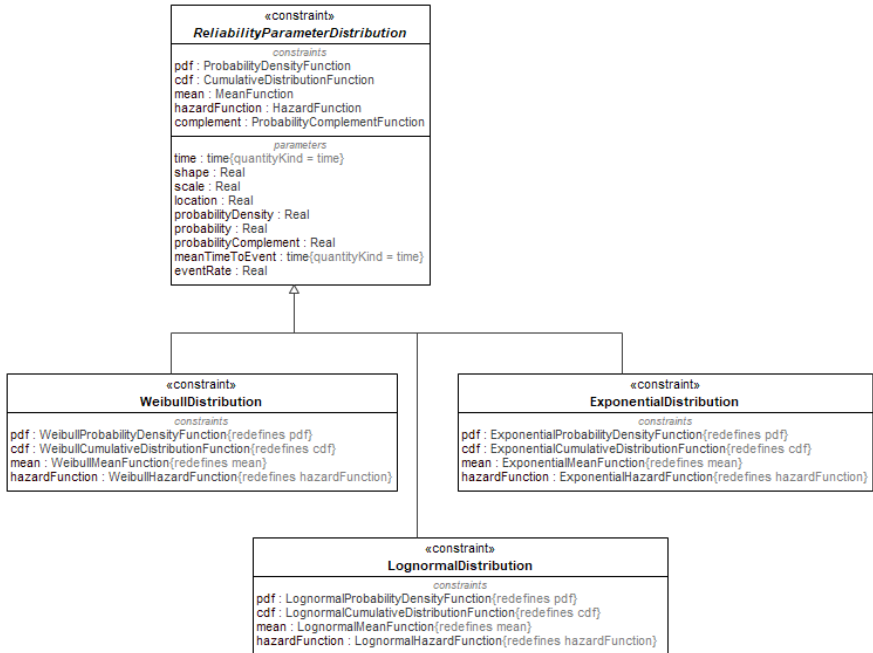 «constraint»
ReliabilityParameterDistribution
constraints
pdf : ProbabilityDensityFunction
cdf : CumulativeDistributionFunction
mean : MeanFunction
hazardFunction : HazardFunction
complement : ProbabilityComplementFunction
parameters
time : time{quantityKind = time}
shape : Real
scale : Real
location : Real
probabilityDensity : Real
probability : Real
probabilityComplement : Real
meanTimeToEvent : time{quantityKind = time}
eventRate : Real
«constraint»
WeibullDistribution
constraints
pdf : WeibullProbabilityDensityFunction{redefines pdf}
cdf : WeibullCumulativeDistributionFunction{redefines cdf}
mean : WeibullMeanFunction{redefines mean}
hazardFunction : WeibullHazardFunction{redefines hazardFunction}
«constraint»
ExponentialDistribution
constraints
pdf : ExponentialProbabilityDensityFunction{redefines pdf}
cdf : ExponentialCumulativeDistributionFunction{redefines cdf}
mean : ExponentialMeanFunction{redefines mean}
hazardFunction : ExponentialHazardFunction{redefines hazardFunction}
«constraint»
LognormalDistribution
constraints
pdf : LognormalProbabilityDensityFunction{redefines pdf}
cdf : LognormalCumulativeDistributionFunction{redefines cdf}
mean : LognormalMeanFunction{redefines mean}
hazardFunction : LognormalHazardFunction{redefines hazardFunction}